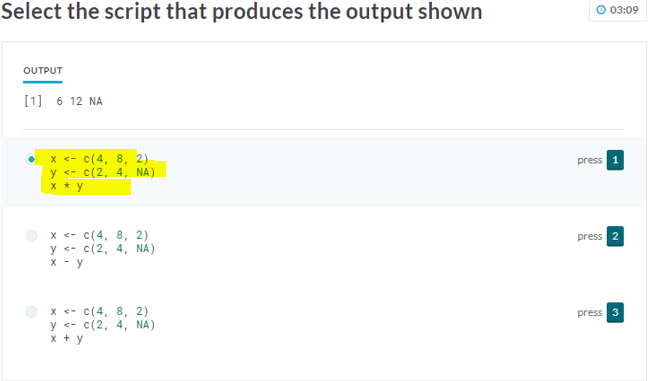 Select the script that produces the output shown
03:09
OUTPUT
[1]  6 12 NA
x <- c(4, 8, 2)
y <- c(2, 4, NA)
x * y
press 1
x <- c(4, 8, 2)
y <- c(2, 4, NA)
x - y
press 2
x <- c(4, 8, 2)
y <- c(2, 4, NA)
x + y
press 3